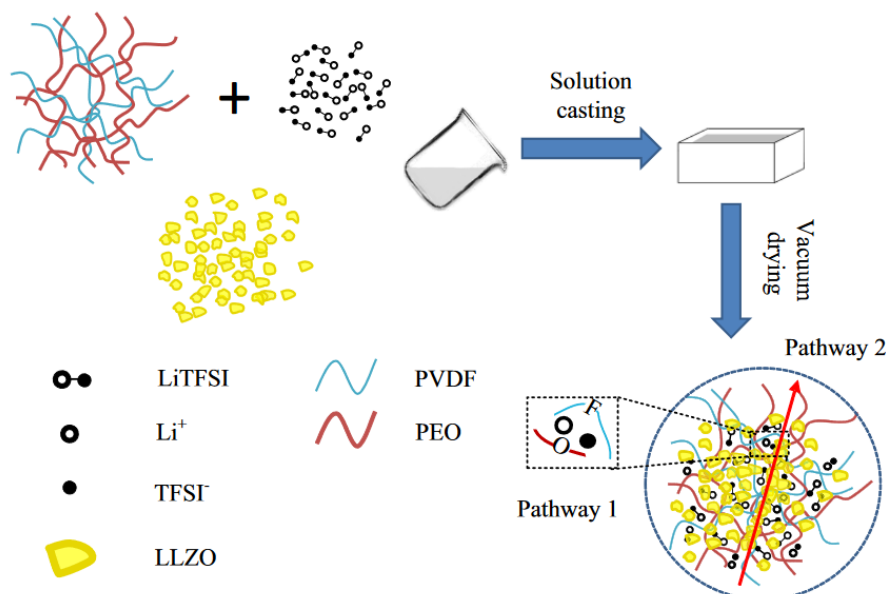 +
Solution
casting
Vacuum
drying
Pathway 2
F
O
Pathway 1
LiTFSI
PVDF
Li⁺
PEO
TFSI⁻
LLZO